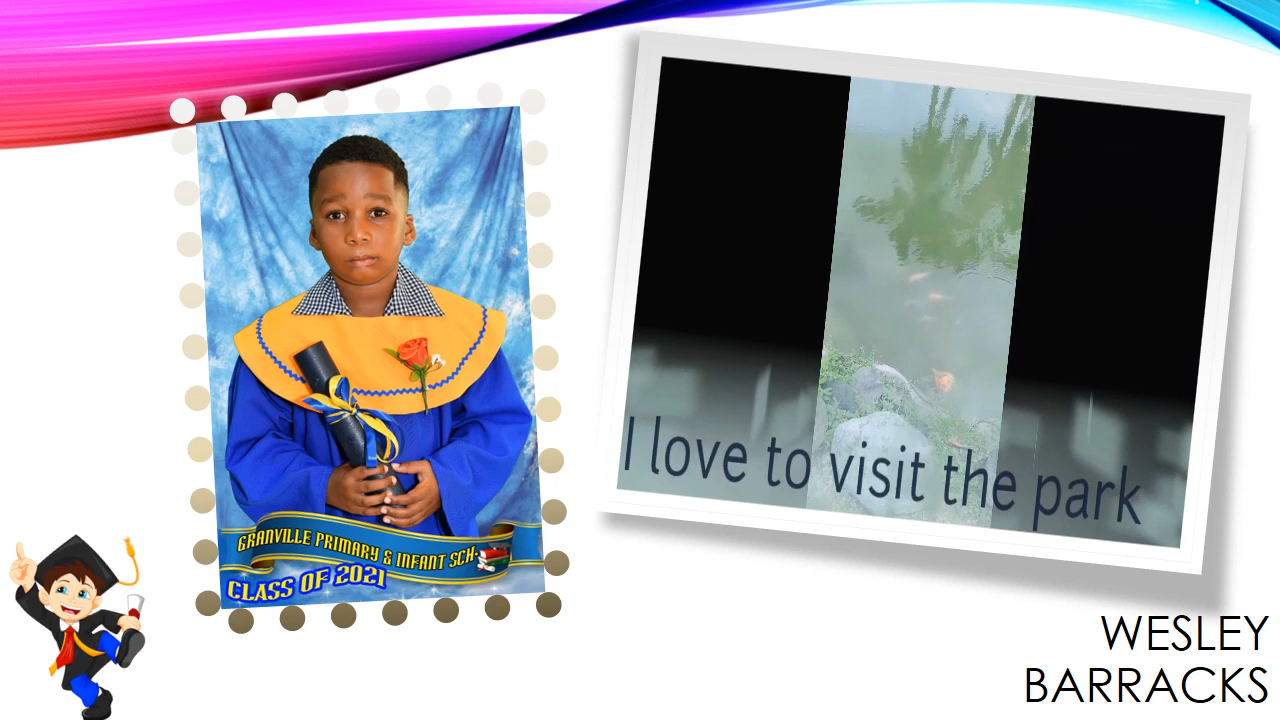 GRANVILLE PRIMARY & INFANT SCH.
CLASS OF 2021
I love to visit the park
WESLEY
BARRACKS